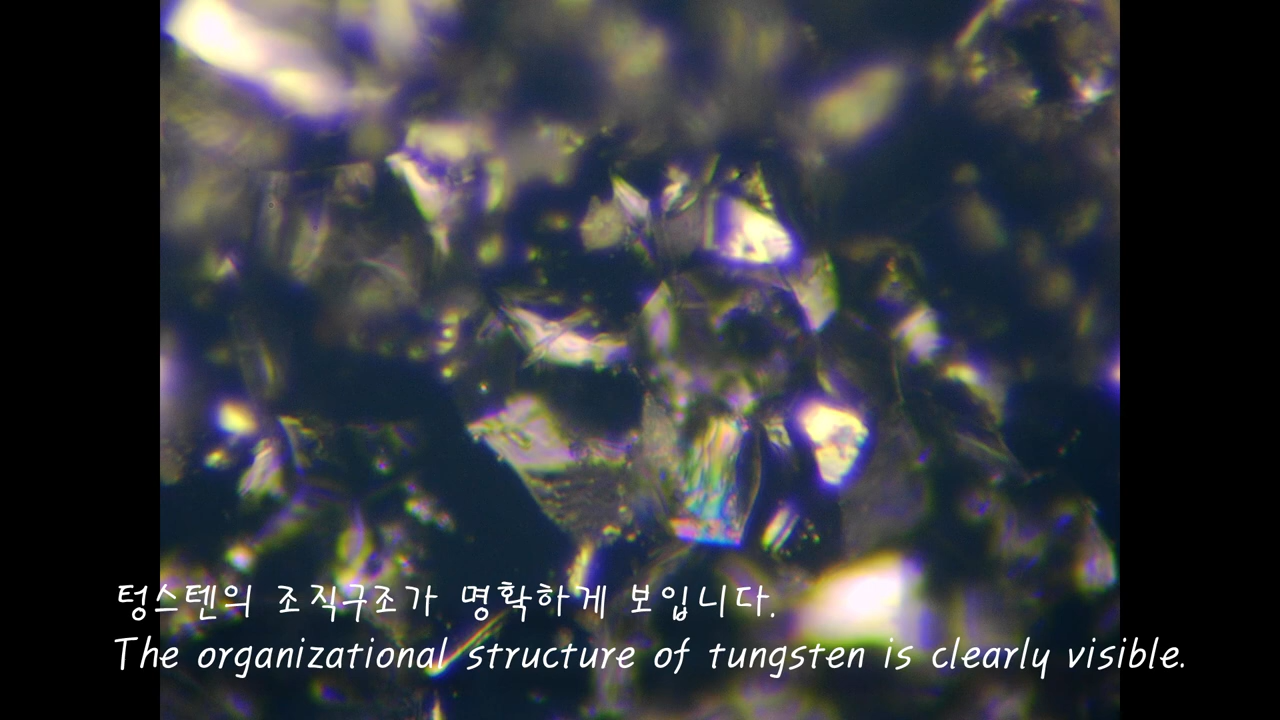 텅스텐의 조직구조가 명확하게 보입니다.
The organizational structure of tungsten is clearly visible.